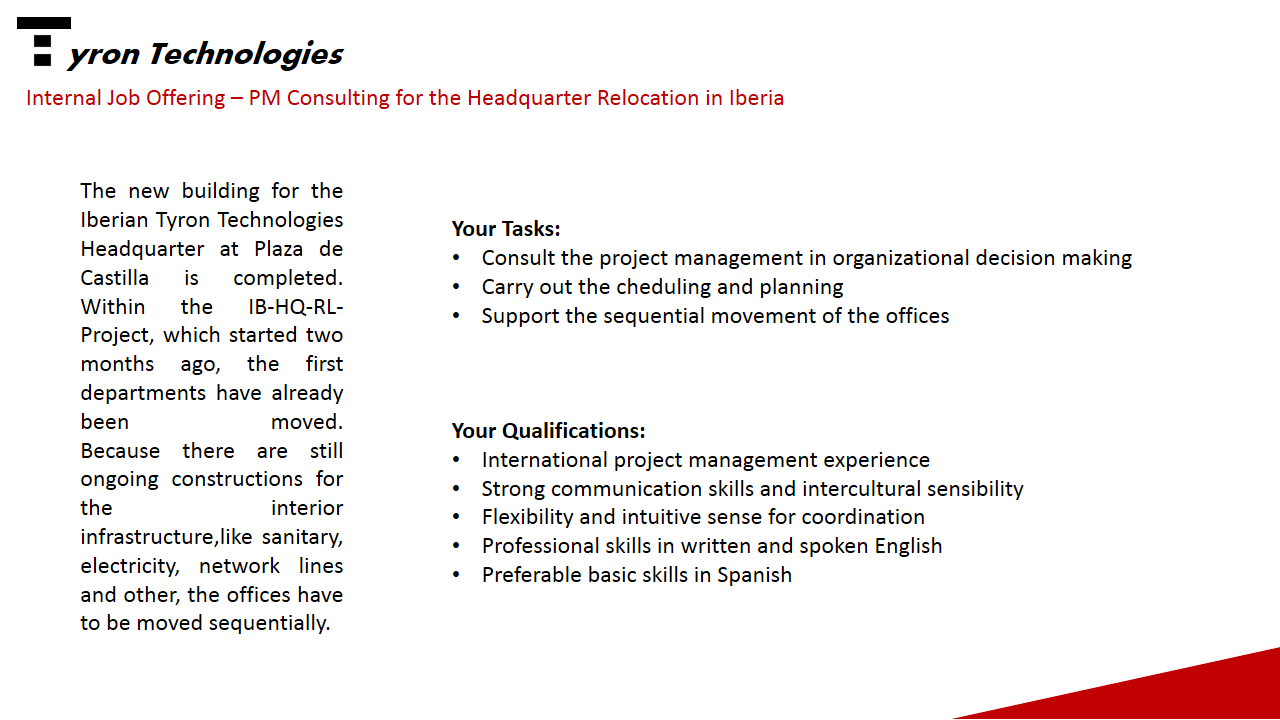 Tyron Technologies
Internal Job Offering – PM Consulting for the Headquarter Relocation in Iberia
The new building for the
Iberian Tyron Technologies
Headquarter at Plaza de
Castilla is completed.
Within the IB-HQ-RL-
Project, which started two
months ago, the first
departments have already
been moved.
Because there are still
ongoing constructions for
the interior
infrastructure,like sanitary,
electricity, network lines
and other, the offices have
to be moved sequentially.
Your Tasks:
• Consult the project management in organizational decision making
• Carry out the cheduling and planning
• Support the sequential movement of the offices
Your Qualifications:
• International project management experience
• Strong communication skills and intercultural sensibility
• Flexibility and intuitive sense for coordination
• Professional skills in written and spoken English
• Preferable basic skills in Spanish